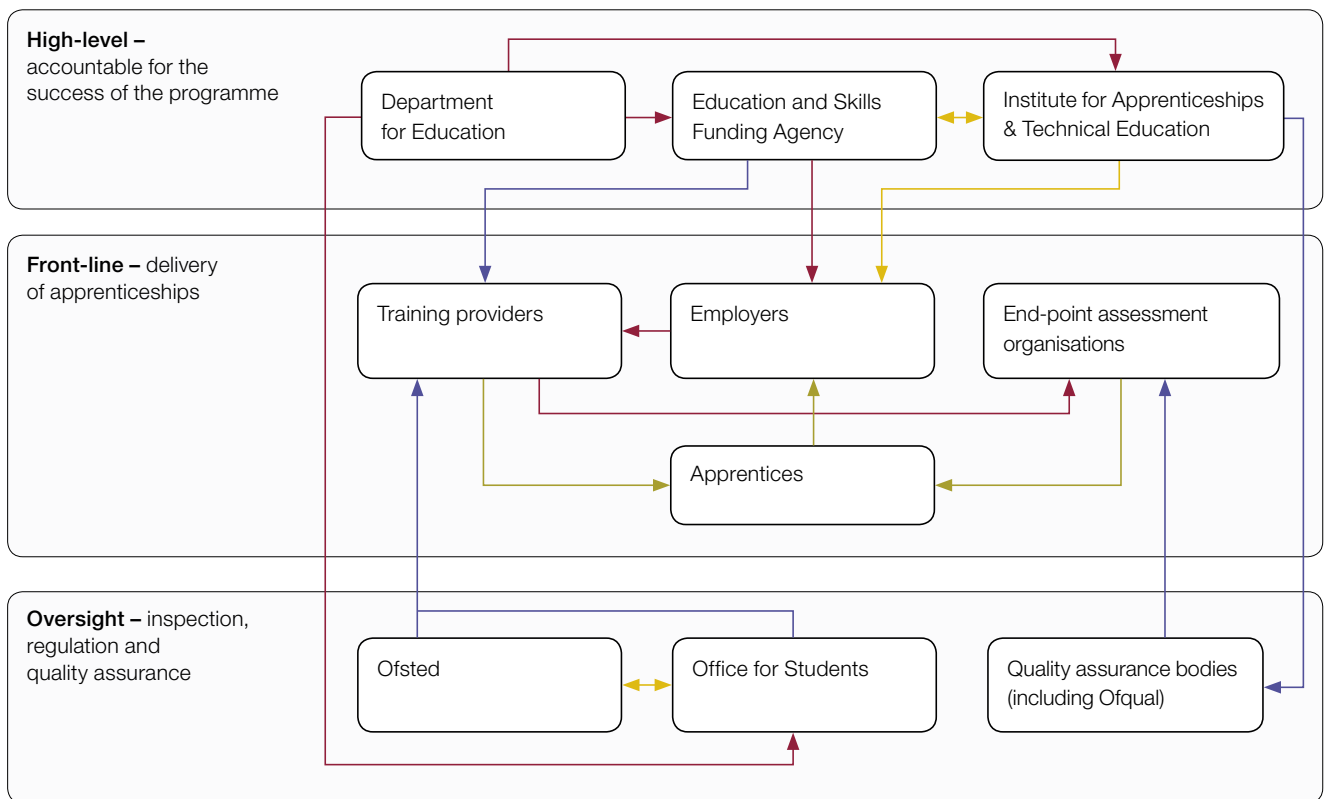 High-level –
accountable for the
success of the programme
Department
for Education
Education and Skills
Funding Agency
Institute for Apprenticeships
& Technical Education
Front-line – delivery
of apprenticeships
Training providers
Employers
End-point assessment
organisations
Apprentices
Oversight – inspection,
regulation and
quality assurance
Ofsted
Office for Students
Quality assurance bodies
(including Ofqual)